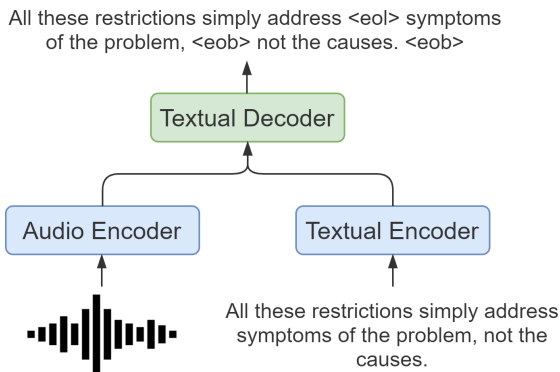 All these restrictions simply address <eol> symptoms
of the problem, <eob> not the causes. <eob>
Textual Decoder
Audio Encoder
Textual Encoder
All these restrictions simply address
symptoms of the problem, not the
causes.